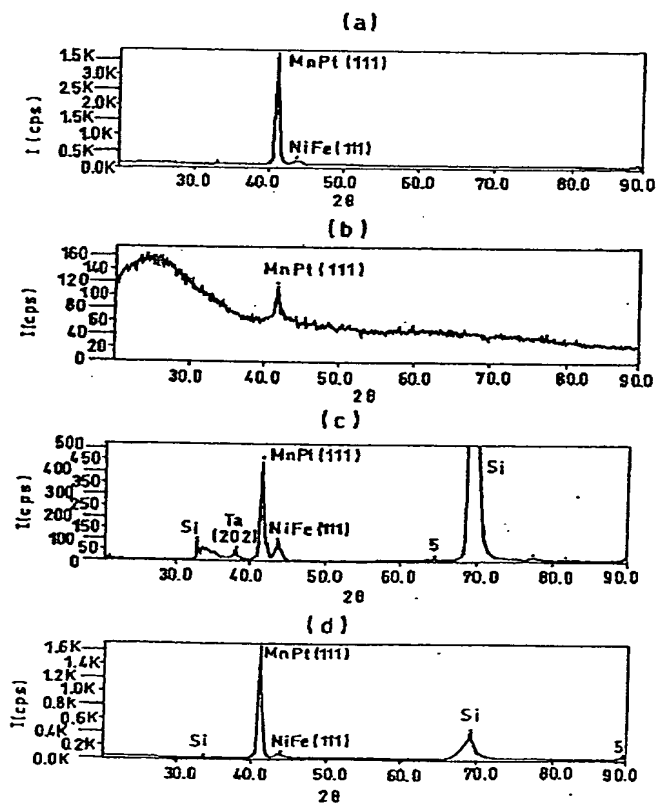 (a)
I (cps)
1.5K
3.0K
2.5K
1.5K
1.0K
0.5K
0.0K
MnPt (111)
NiFe (111)
30.0 40.0 50.0 60.0 70.0 80.0 90.0
2θ
(b)
I(cps)
160
140
120
100
80
60
40
20
0
MnPt (111)
30.0 40.0 50.0 60.0 70.0 80.0 90.0
2θ
(c)
I(cps)
500
450
400
350
300
250
200
150
100
50
0
MnPt (111)
Si
Ta
(202)
NiFe (111)
5
Si
30.0 40.0 50.0 60.0 70.0 80.0 90.0
2θ
(d)
I(cps)
1.6K
1.4K
1.2K
0.8K
0.6K
0.4K
0.2K
0.0K
MnPt (111)
Si
NiFe (111)
Si
5
30.0 40.0 50.0 60.0 70.0 80.0 90.0
2θ